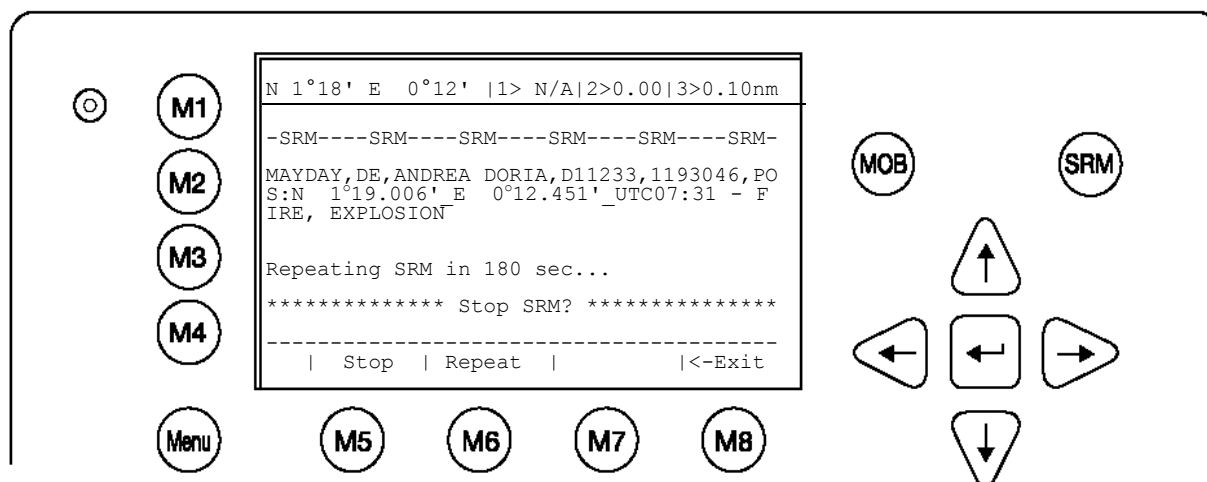 N 1°18' E  0°12' |1> N/A|2>0.00|3>0.10nm
-SRM----SRM----SRM----SRM----SRM----SRM-
MAYDAY,DE,ANDREA DORIA,D11233,1193046,PO
S:N  1°19.006'_E  0°12.451'_UTC07:31 - F
IRE, EXPLOSION
Repeating SRM in 180 sec...
************** Stop SRM? ***************
----------------------------------------
|  Stop  | Repeat  |         |<-Exit
M1
M2
M3
M4
Menu
M5
M6
M7
M8
MOB
SRM